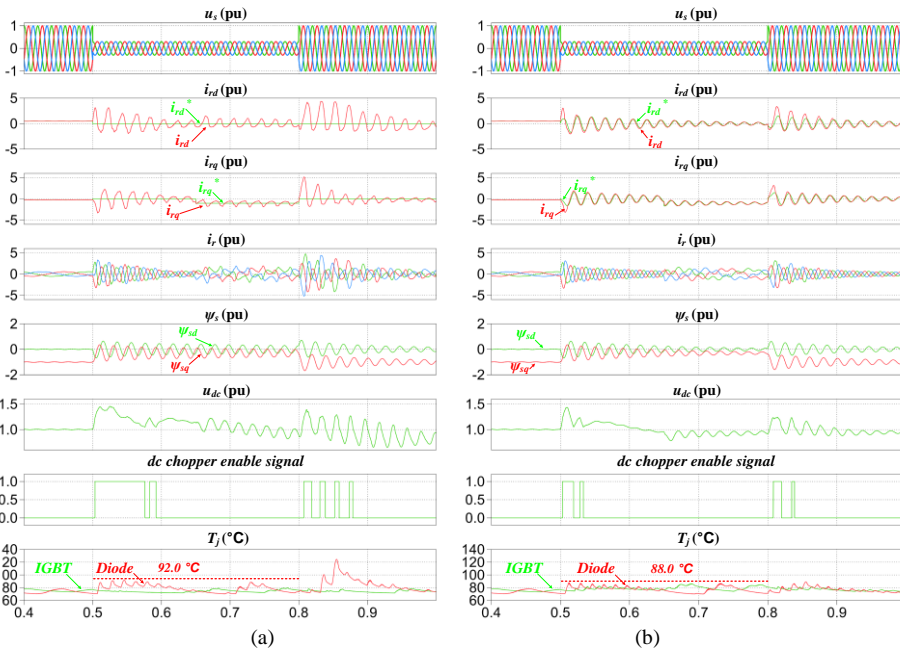 u_s (pu)
1
0
-1
i_rd (pu)
5
0
-5
i_rd*
i_rd
i_rq (pu)
5
0
-5
i_rq*
i_rq
i_r (pu)
5
0
-5
ψ_s (pu)
2
0
-2
ψ_sd
ψ_sq
u_dc (pu)
1.5
1.0
dc chopper enable signal
1.0
0.5
0.0
T_j (°C)
40
20
100
80
60
IGBT
Diode
92.0 °C
0.4 0.5 0.6 0.7 0.8 0.9
(a)
u_s (pu)
1
0
-1
i_rd (pu)
5
0
-5
i_rd*
i_rd
i_rq (pu)
5
0
-5
i_rq*
i_rq
i_r (pu)
5
0
-5
ψ_s (pu)
2
0
-2
ψ_sd
ψ_sq
u_dc (pu)
1.5
1.0
dc chopper enable signal
1.0
0.5
0.0
T_j (°C)
140
120
100
80
60
IGBT
Diode
88.0 °C
0.4 0.5 0.6 0.7 0.8 0.9
(b)